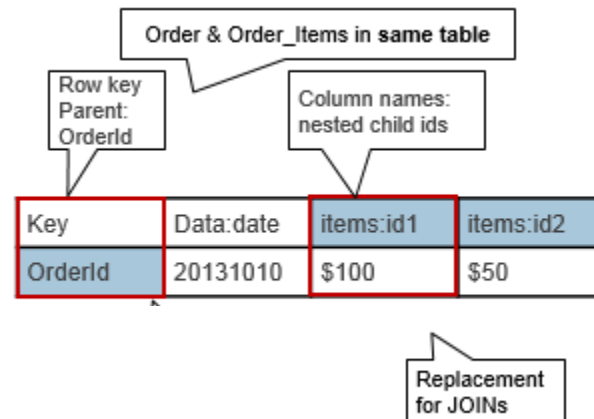 Order & Order_Items in same table
Row key
Parent:
OrderId
Column names:
nested child ids
Key Data:date items:id1 items:id2
OrderId 20131010 $100 $50
Replacement
for JOINs